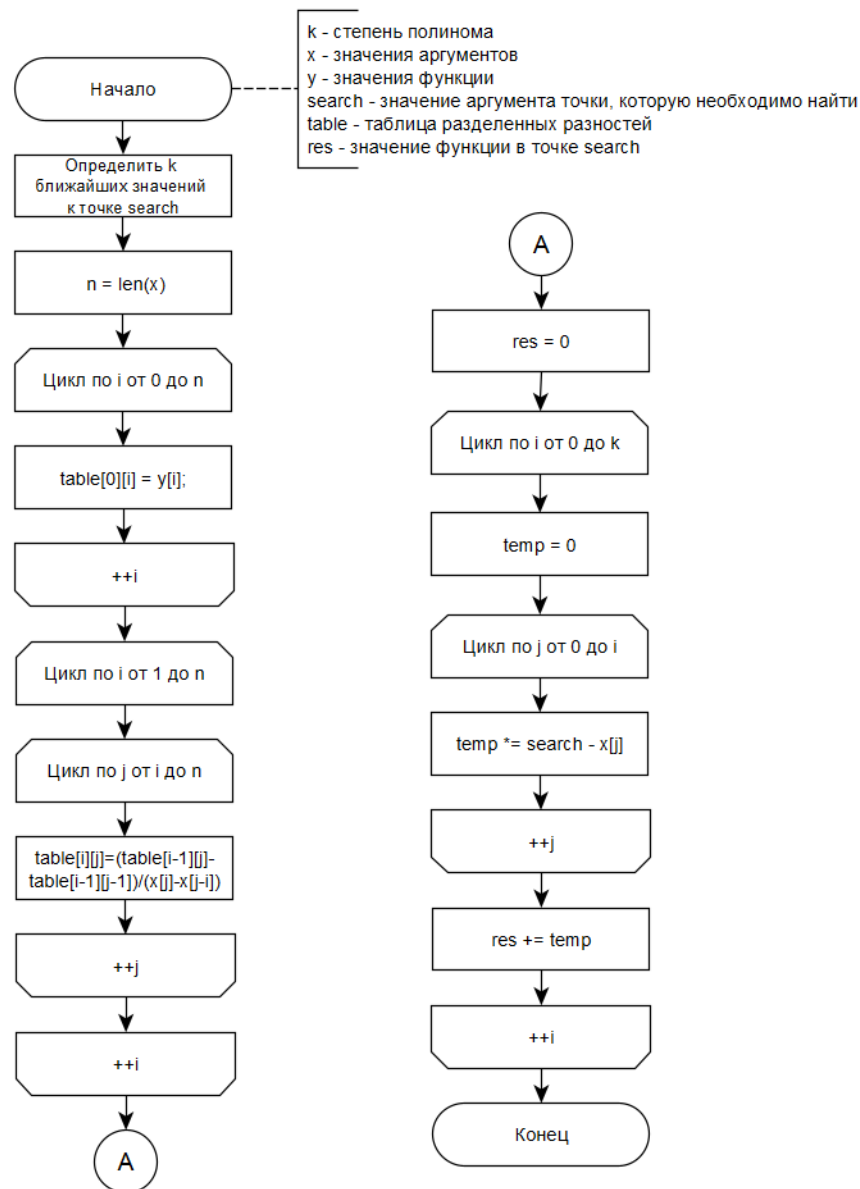 k - степень полинома
x - значения аргументов
y - значения функции
search - значение аргумента точки, которую необходимо найти
table - таблица разделенных разностей
res - значение функции в точке search
Начало
Определить k
ближайших значений
к точке search
n = len(x)
Цикл по i от 0 до n
table[0][i] = y[i];
++i
Цикл по i от 1 до n
Цикл по j от i до n
table[i][j]=(table[i-1][j]-
table[i-1][j-1])/(x[j]-x[j-i])
++j
++i
A
A
res = 0
Цикл по i от 0 до k
temp = 0
Цикл по j от 0 до i
temp *= search - x[j]
++j
res += temp
++i
Конец